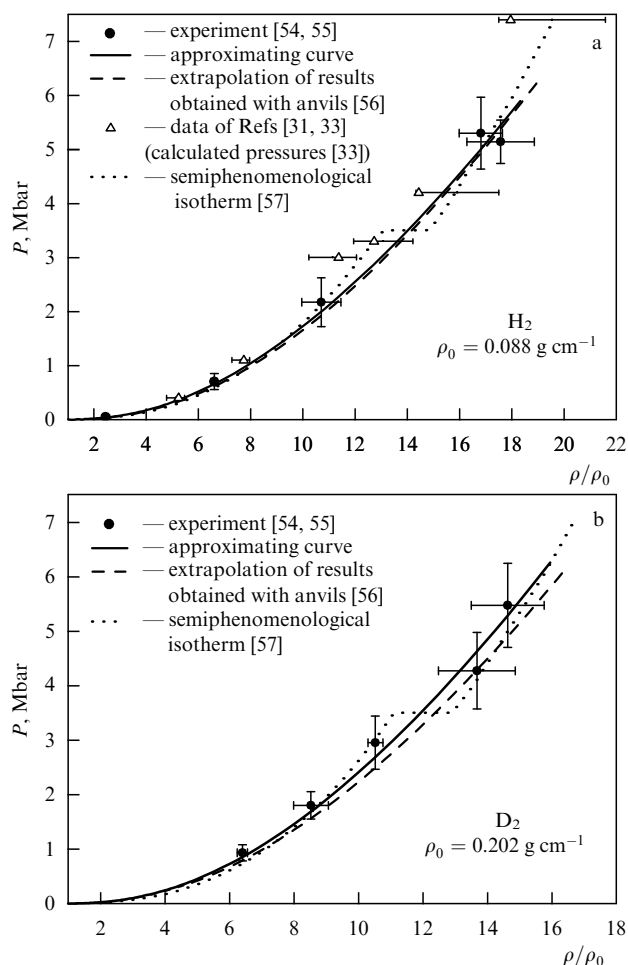 7
6
5
4
3
2
1
0
P, Mbar
a
— experiment [54, 55]
— approximating curve
— extrapolation of results
obtained with anvils [56]
— data of Refs [31, 33]
(calculated pressures [33])
— semiphenomenological
isotherm [57]
H₂
ρ₀ = 0.088 g cm⁻¹
2 4 6 8 10 12 14 16 18 20 22
ρ/ρ₀
7
6
5
4
3
2
1
0
P, Mbar
b
— experiment [54, 55]
— approximating curve
— extrapolation of results
obtained with anvils [56]
— semiphenomenological
isotherm [57]
D₂
ρ₀ = 0.202 g cm⁻¹
2 4 6 8 10 12 14 16 18
ρ/ρ₀